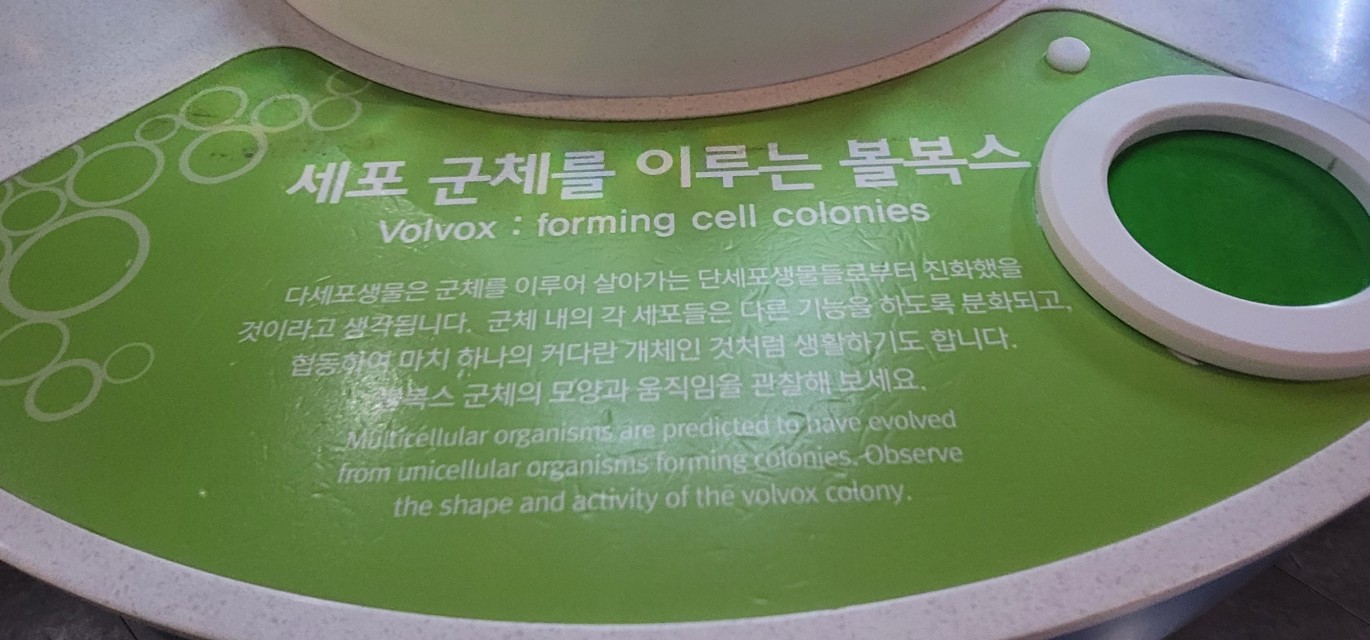 세포 군체를 이루는 볼복스
Volvox : forming cell colonies
다세포생물은 군체를 이루어 살아가는 단세포생물들로부터 진화했을
것이라고 생각됩니다. 군체 내의 각 세포들은 다른 기능을 하도록 분화되고,
협동하여 마치 하나의 커다란 개체인 것처럼 생활하기도 합니다.
볼복스 군체의 모양과 움직임을 관찰해 보세요.
Multicellular organisms are predicted to have evolved
from unicellular organisms forming colonies. Observe
the shape and activity of the volvox colony.